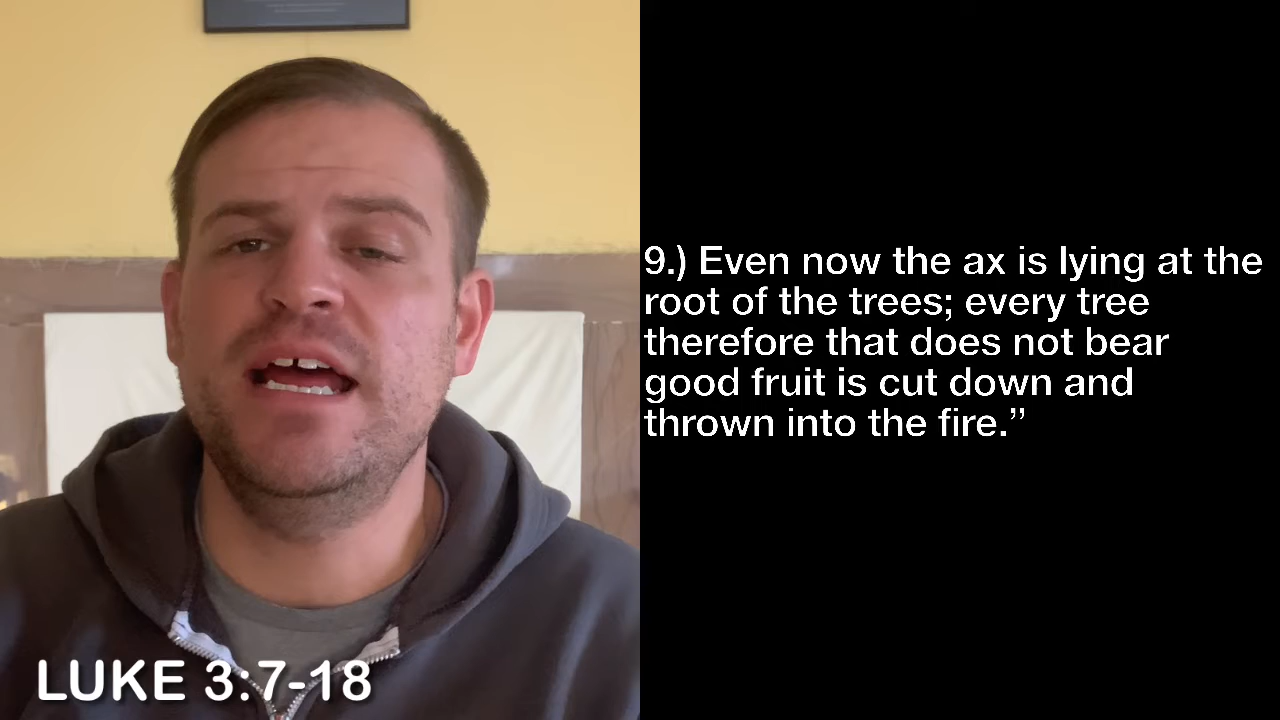 9.) Even now the ax is lying at the
root of the trees; every tree
therefore that does not bear
good fruit is cut down and
thrown into the fire.”
LUKE 3:7-18